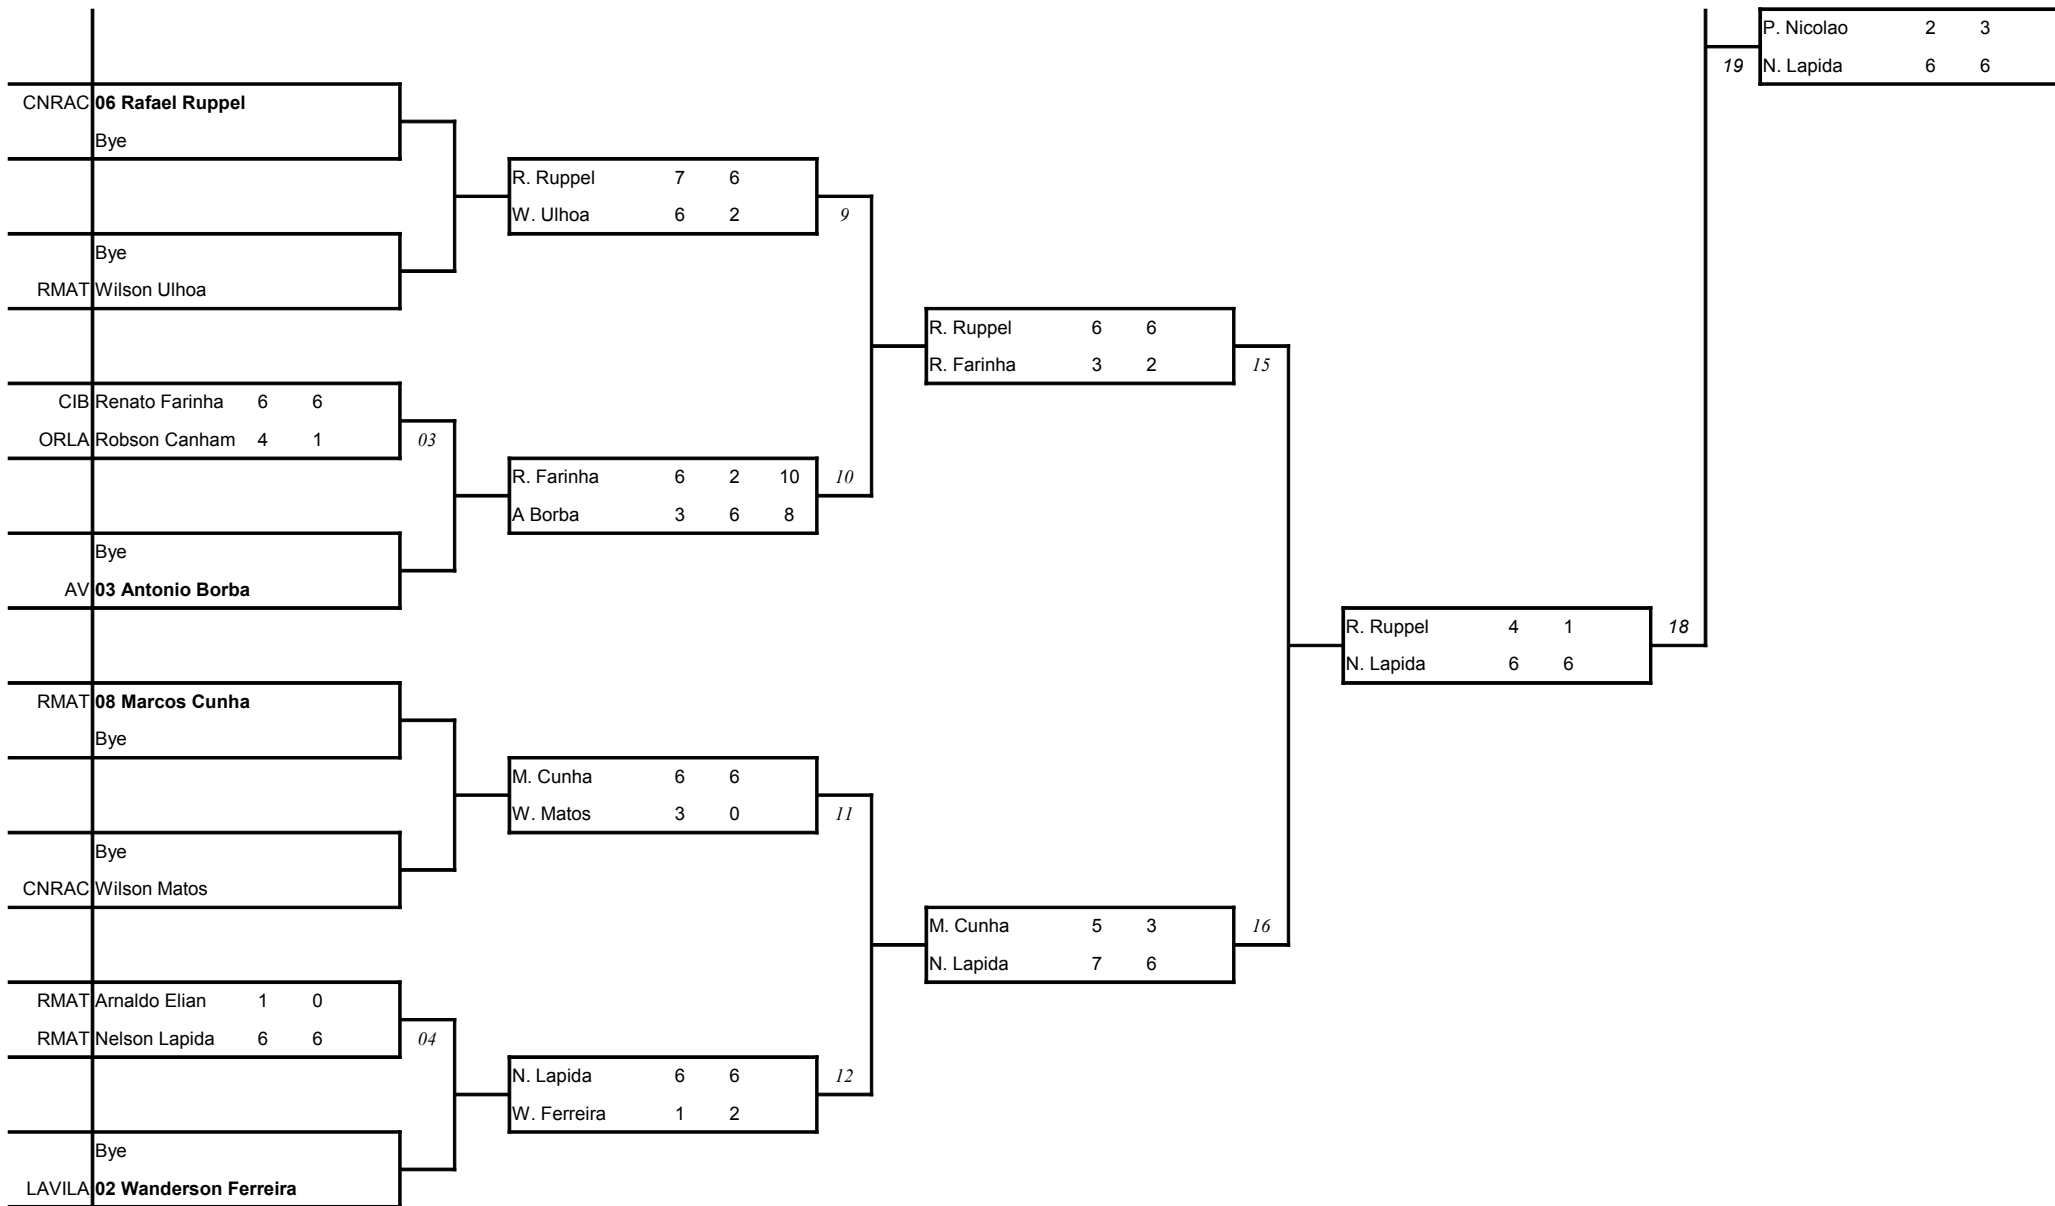 P. Nicolao 2 3
19 N. Lapida 6 6
CNRAC 06 Rafael Ruppel
Bye
R. Ruppel 7 6
W. Ulhoa 6 2 9
Bye
RMAT Wilson Ulhoa
R. Ruppel 6 6
R. Farinha 3 2 15
CIB Renato Farinha 6 6
ORLA Robson Canham 4 1 03
R. Farinha 6 2 10 10
A Borba 3 6 8
Bye
AV 03 Antonio Borba
R. Ruppel 4 1 18
N. Lapida 6 6
RMAT 08 Marcos Cunha
Bye
M. Cunha 6 6
W. Matos 3 0 11
Bye
CNRAC Wilson Matos
M. Cunha 5 3 16
N. Lapida 7 6
RMAT Arnaldo Elian 1 0
RMAT Nelson Lapida 6 6 04
N. Lapida 6 6 12
W. Ferreira 1 2
Bye
LAVILA 02 Wanderson Ferreira